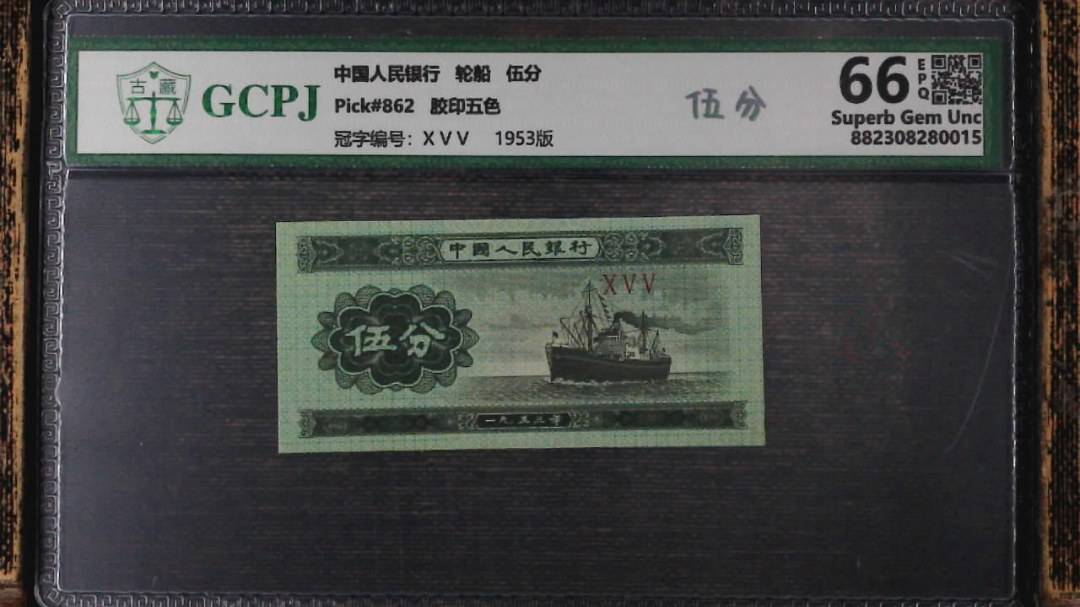 古藏
GCPJ
中国人民银行 轮船 伍分
Pick#862 胶印五色
冠字编号：X V V 1953版
伍分
66 EPQ
Superb Gem Unc
882308280015
中國人民銀行
XVV
伍分
一九五三年